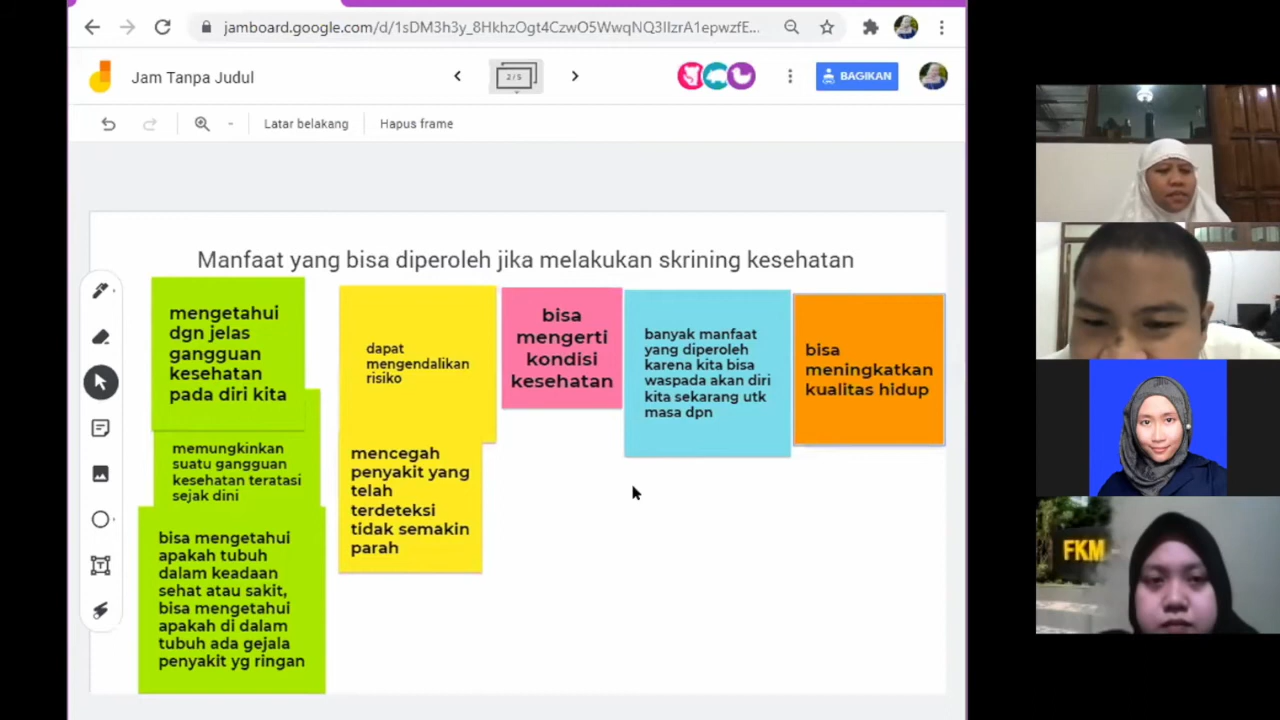 jamboard.google.com/d/1sDM3h3y_8HkhzOgt4CzwO5WwqNQ3IIzrA1epwzfE...
Jam Tanpa Judul
2/5
BAGIKAN
Latar belakang
Hapus frame
Manfaat yang bisa diperoleh jika melakukan skrining kesehatan
mengetahui
dgn jelas
gangguan
kesehatan
pada diri kita
memungkinkan
suatu gangguan
kesehatan teratasi
sejak dini
bisa mengetahui
apakah tubuh
dalam keadaan
sehat atau sakit,
bisa mengetahui
apakah di dalam
tubuh ada gejala
penyakit yg ringan
dapat
mengendalikan
risiko
mencegah
penyakit yang
telah
terdeteksi
tidak semakin
parah
bisa
mengerti
kondisi
kesehatan
banyak manfaat
yang diperoleh
karena kita bisa
waspada akan diri
kita sekarang utk
masa dpn
bisa
meningkatkan
kualitas hidup
FKM